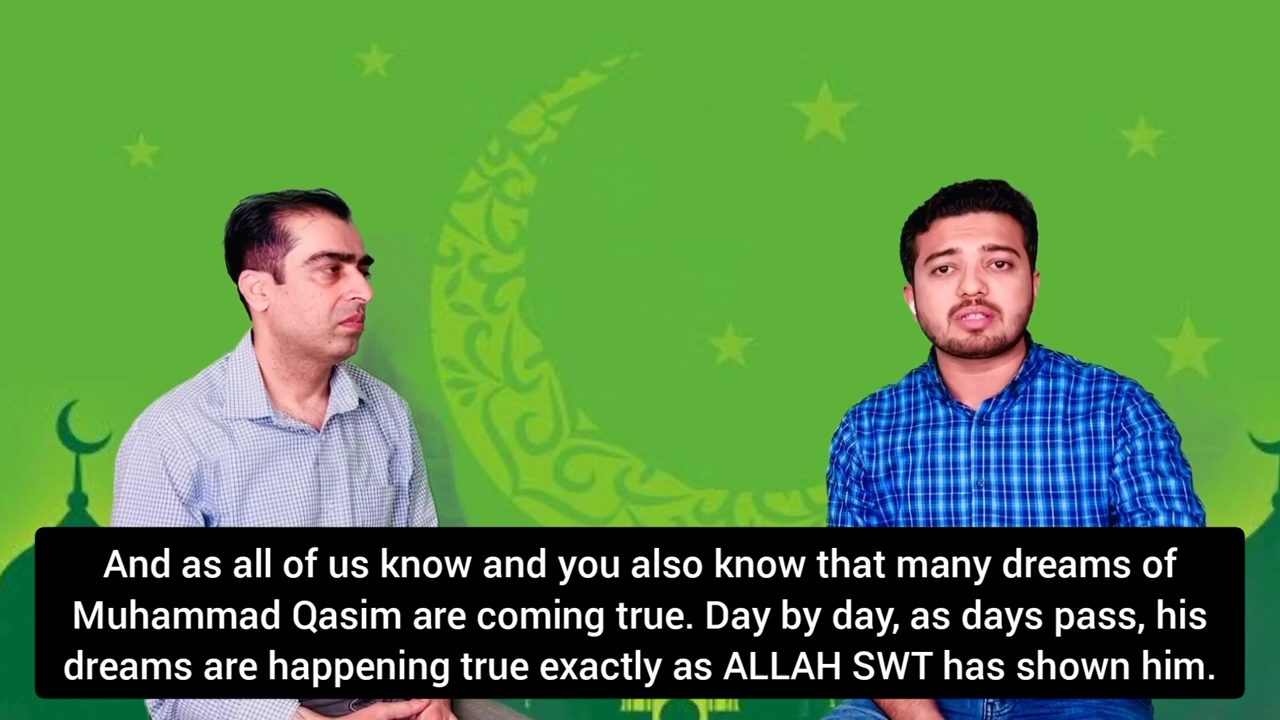 And as all of us know and you also know that many dreams of
Muhammad Qasim are coming true. Day by day, as days pass, his
dreams are happening true exactly as ALLAH SWT has shown him.